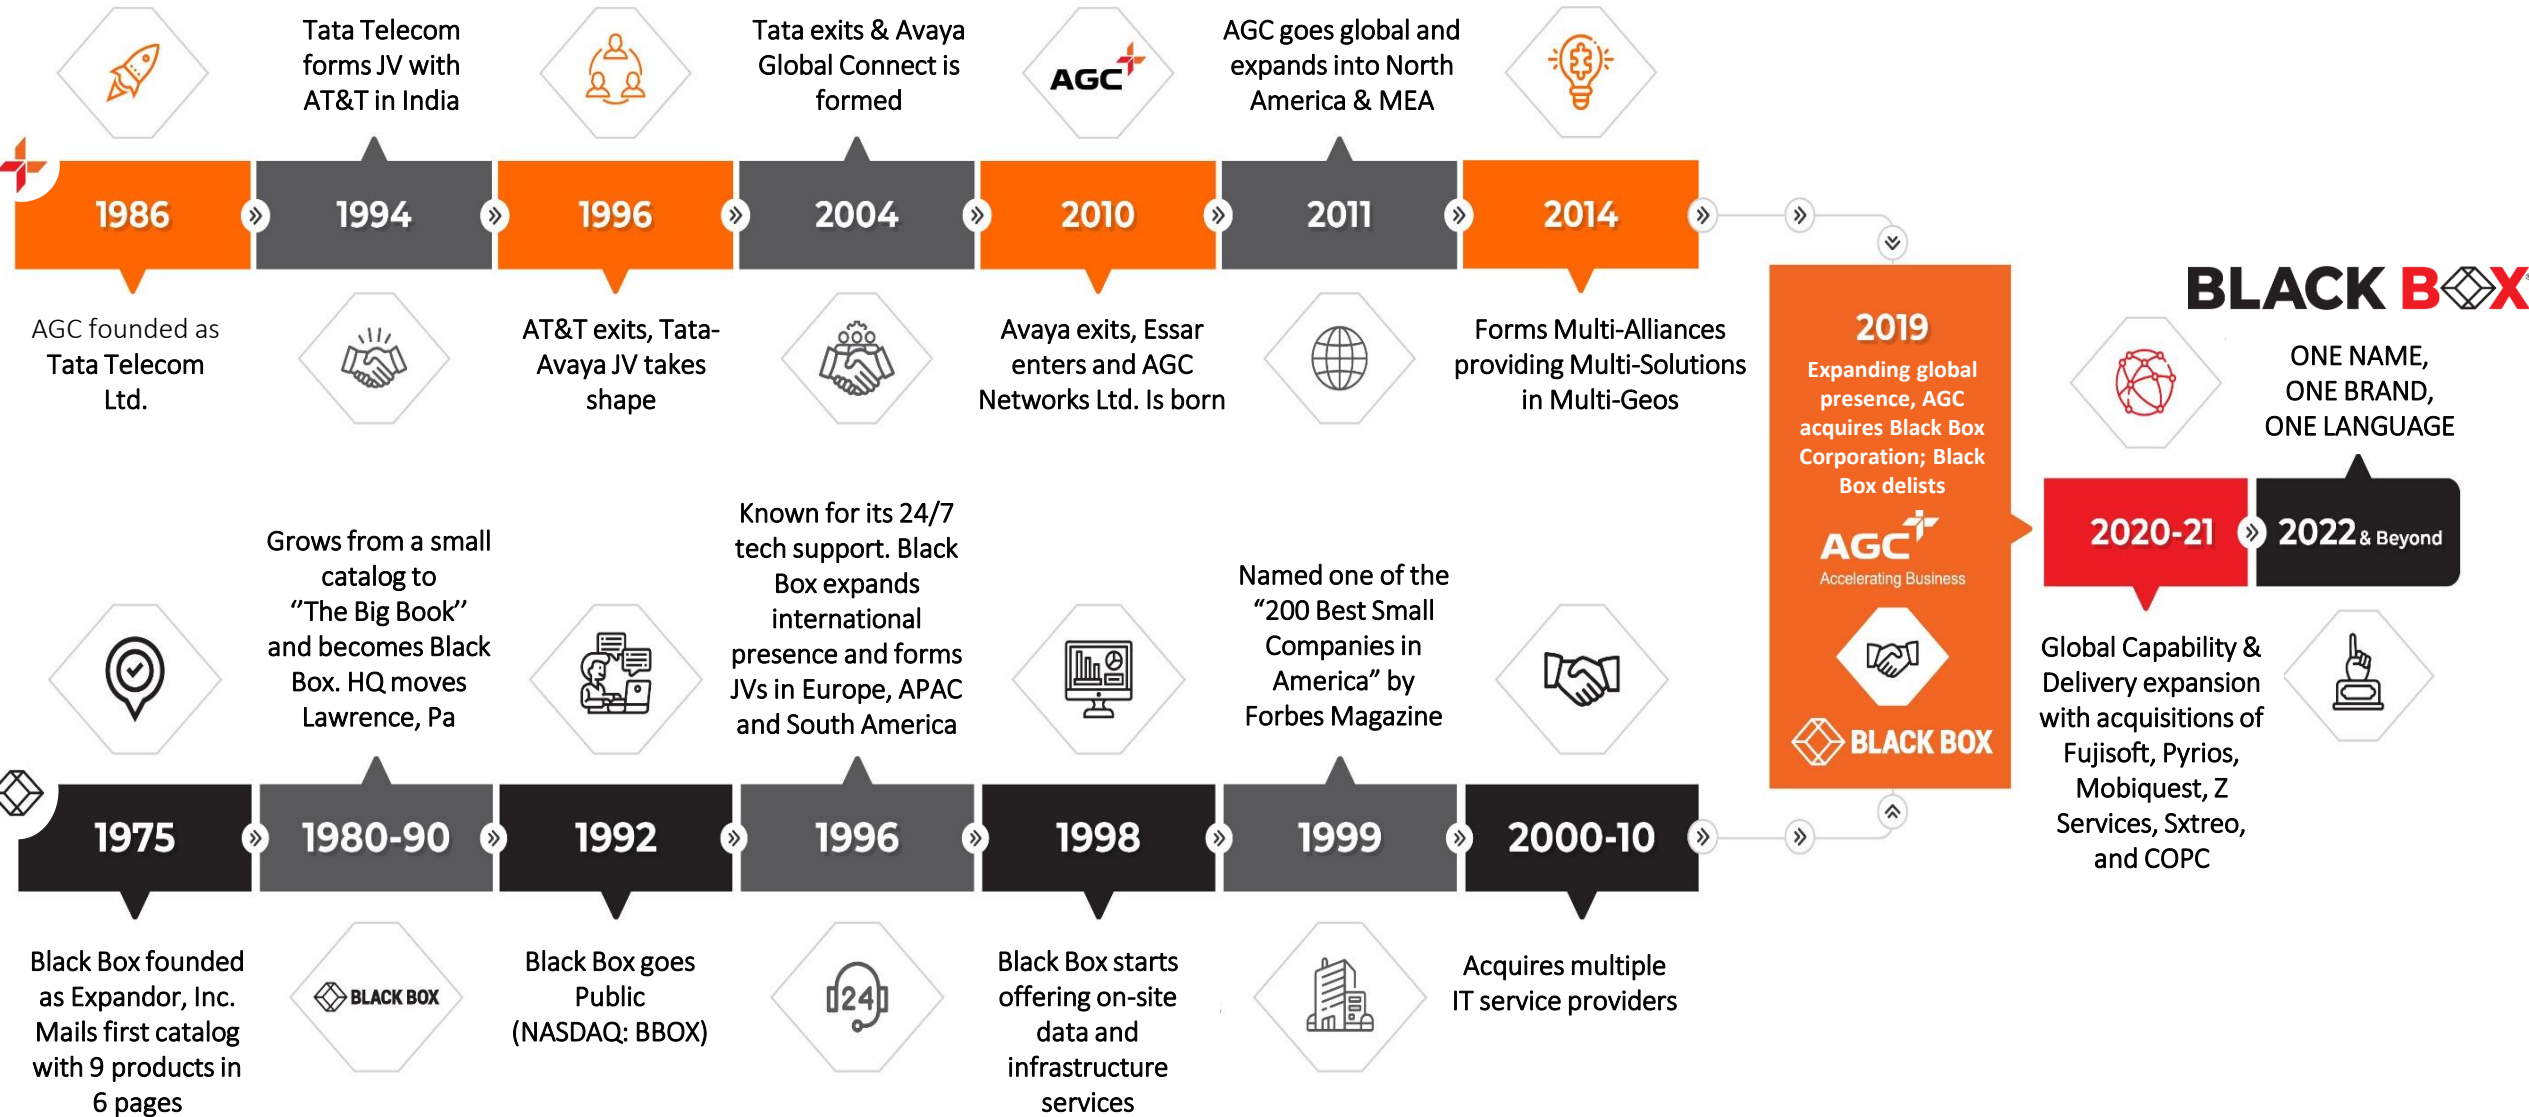 Tata Telecom
forms JV with
AT&T in India
Tata exits & Avaya
Global Connect is
formed
AGC
AGC goes global and
expands into North
America & MEA
1986
1994
1996
2004
2010
2011
2014
AGC founded as
Tata Telecom
Ltd.
AT&T exits, Tata-
Avaya JV takes
shape
Avaya exits, Essar
enters and AGC
Networks Ltd. Is born
Forms Multi-Alliances
providing Multi-Solutions
in Multi-Geos
2019
Expanding global
presence, AGC
acquires Black Box
Corporation; Black
Box delists
AGC
Accelerating Business
BLACK BOX
BLACK BOX®
ONE NAME,
ONE BRAND,
ONE LANGUAGE
2020-21
2022 & Beyond
Global Capability &
Delivery expansion
with acquisitions of
Fujisoft, Pyrios,
Mobiquest, Z
Services, Sxtreo,
and COPC
Grows from a small
catalog to
‘’The Big Book’’
and becomes Black
Box. HQ moves
Lawrence, Pa
Known for its 24/7
tech support. Black
Box expands
international
presence and forms
JVs in Europe, APAC
and South America
Named one of the
“200 Best Small
Companies in
America” by
Forbes Magazine
1975
1980-90
1992
1996
1998
1999
2000-10
Black Box founded
as Expandor, Inc.
Mails first catalog
with 9 products in
6 pages
BLACK BOX
Black Box goes
Public
(NASDAQ: BBOX)
24
Black Box starts
offering on-site
data and
infrastructure
services
Acquires multiple
IT service providers